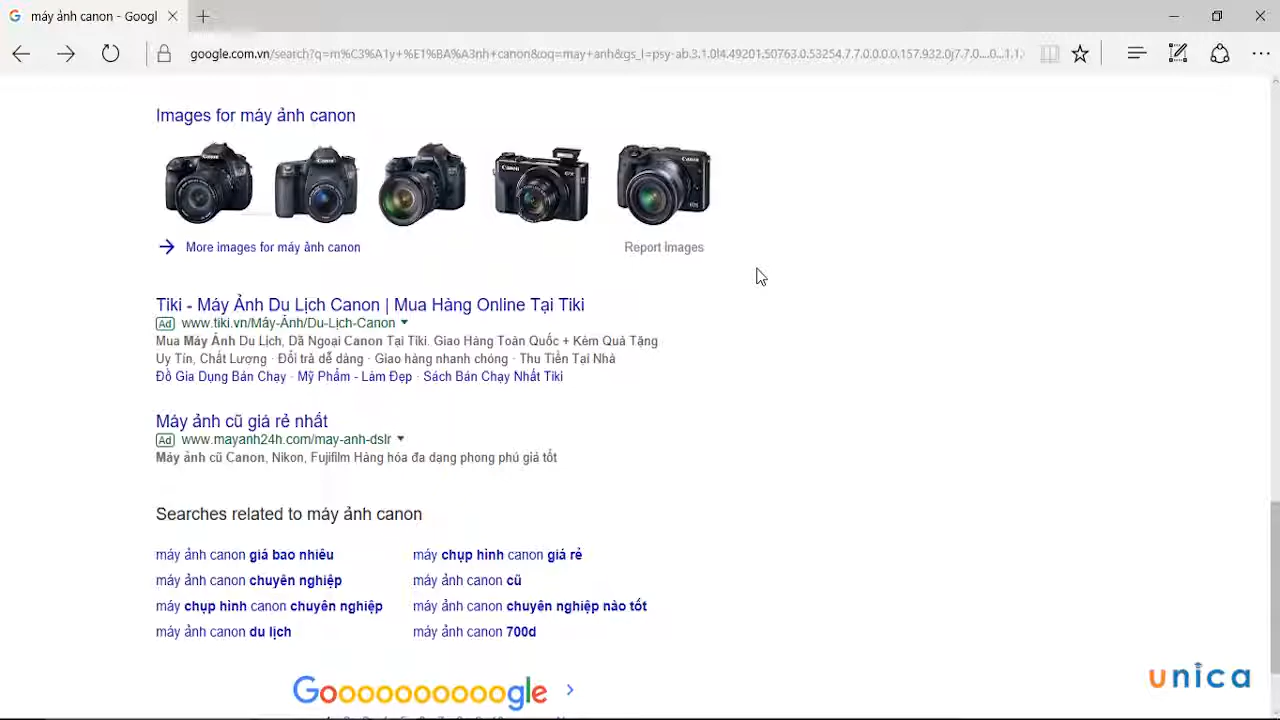 máy ảnh canon - Googl
google.com.vn/search?q=m%C3%A1y+%E1%BA%A3nh+canon&oq=may+anh&gs_l=psy-ab.3.1.0l4.49201.50763.0.53254.7.7.0.0.0.0.157.932.0j7.7.0....0...1.1.
Images for máy ảnh canon
More images for máy ảnh canon
Report images
Tiki - Máy Ảnh Du Lịch Canon | Mua Hàng Online Tại Tiki
Ad www.tiki.vn/Máy-Ảnh/Du-Lịch-Canon
Mua Máy Ảnh Du Lịch, Dã Ngoại Canon Tại Tiki. Giao Hàng Toàn Quốc + Kèm Quà Tặng
Uy Tín, Chất Lượng · Đổi trả dễ dàng · Giao hàng nhanh chóng · Thu Tiền Tại Nhà
Đồ Gia Dụng Bán Chạy · Mỹ Phẩm - Làm Đẹp · Sách Bán Chạy Nhất Tiki
Máy ảnh cũ giá rẻ nhất
Ad www.mayanh24h.com/may-anh-dslr
Máy ảnh cũ Canon, Nikon, Fujifilm Hàng hóa đa dạng phong phú giá tốt
Searches related to máy ảnh canon
máy ảnh canon giá bao nhiêu
máy chụp hình canon giá rẻ
máy ảnh canon chuyên nghiệp
máy ảnh canon cũ
máy chụp hình canon chuyên nghiệp
máy ảnh canon chuyên nghiệp nào tốt
máy ảnh canon du lịch
máy ảnh canon 700d
Goooooooooogle
unica